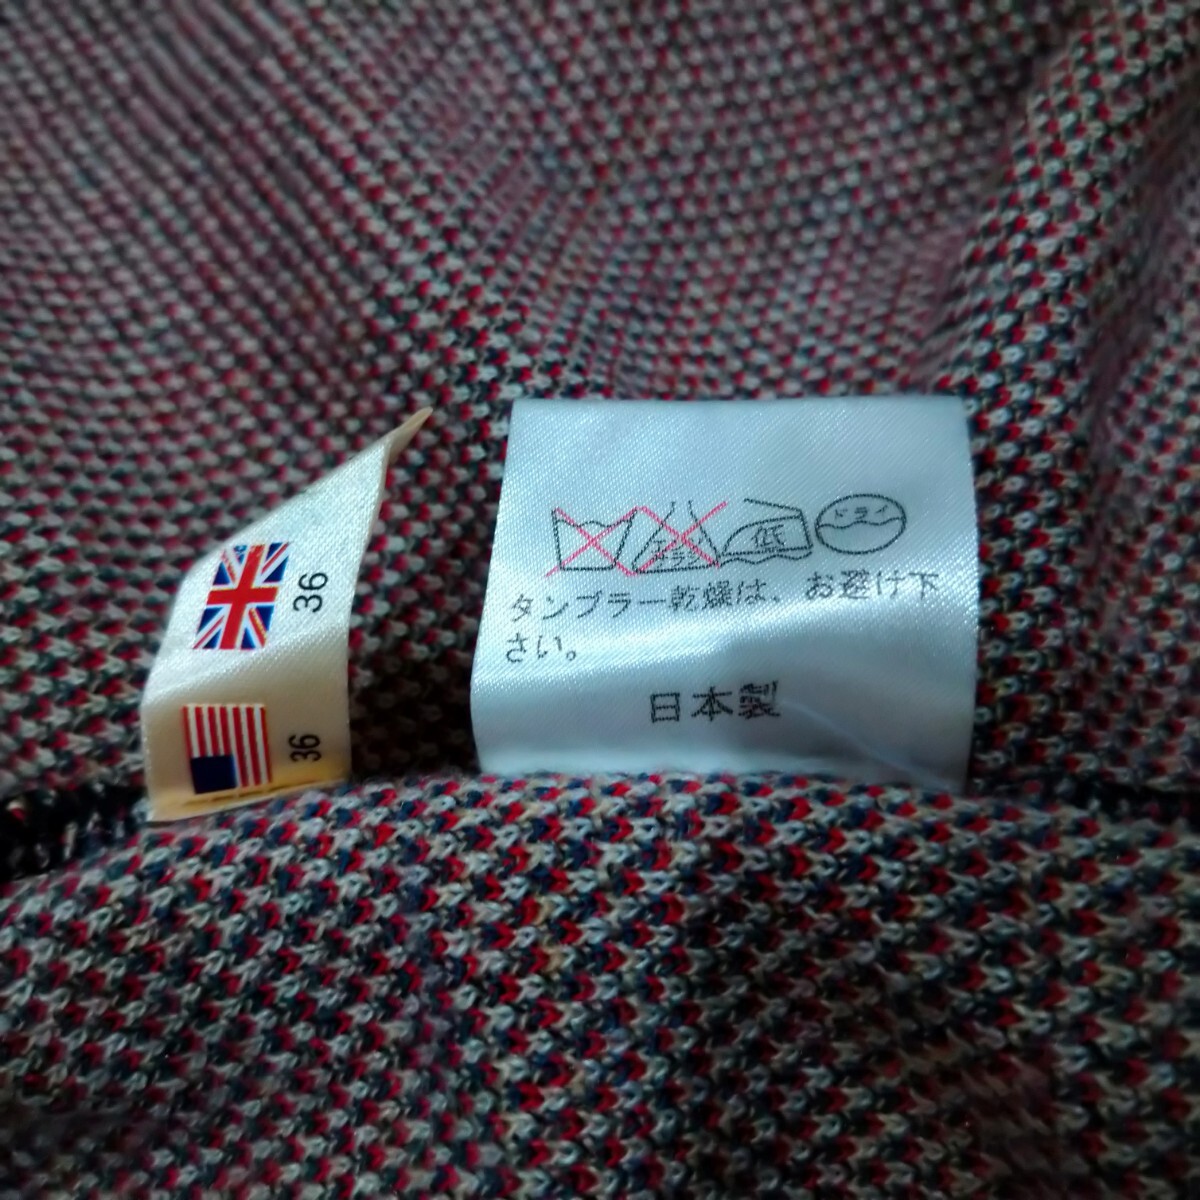 36
36
低
ドライ
タンブラー乾燥は、お避け下
さい。
日本製